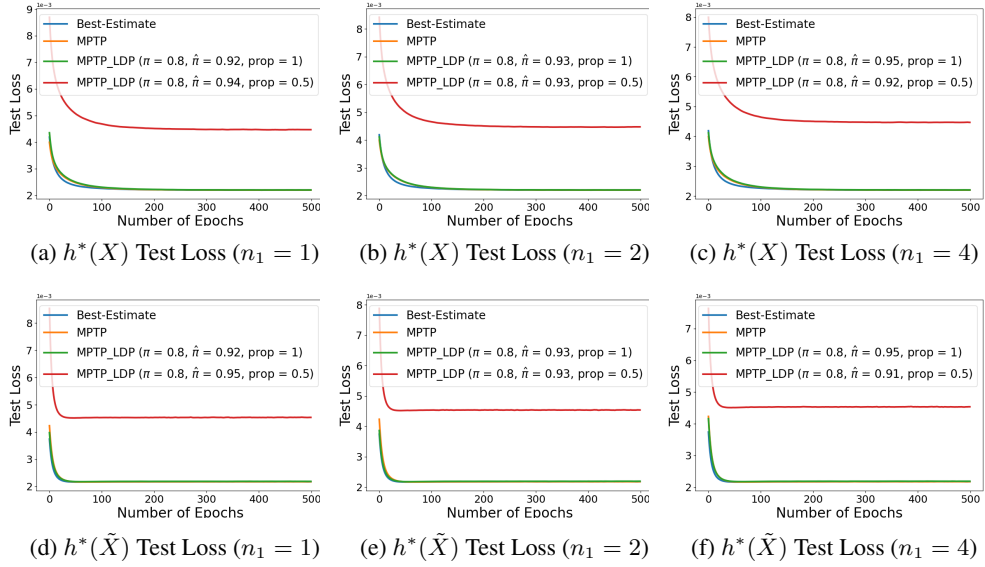 1e−3
9
8
7
6
5
4
3
2
Test Loss
Best-Estimate
MPTP
MPTP_LDP (π = 0.8, π̂ = 0.92, prop = 1)
MPTP_LDP (π = 0.8, π̂ = 0.94, prop = 0.5)
0 100 200 300 400 500
Number of Epochs
(a) h*(X) Test Loss (n₁ = 1)
1e−3
8
7
6
5
4
3
2
Test Loss
Best-Estimate
MPTP
MPTP_LDP (π = 0.8, π̂ = 0.93, prop = 1)
MPTP_LDP (π = 0.8, π̂ = 0.93, prop = 0.5)
0 100 200 300 400 500
Number of Epochs
(b) h*(X) Test Loss (n₁ = 2)
1e−3
8
7
6
5
4
3
2
Test Loss
Best-Estimate
MPTP
MPTP_LDP (π = 0.8, π̂ = 0.95, prop = 1)
MPTP_LDP (π = 0.8, π̂ = 0.92, prop = 0.5)
0 100 200 300 400 500
Number of Epochs
(c) h*(X) Test Loss (n₁ = 4)
1e−3
8
7
6
5
4
3
2
Test Loss
Best-Estimate
MPTP
MPTP_LDP (π = 0.8, π̂ = 0.92, prop = 1)
MPTP_LDP (π = 0.8, π̂ = 0.95, prop = 0.5)
0 100 200 300 400 500
Number of Epochs
(d) h*(X̃) Test Loss (n₁ = 1)
1e−3
8
7
6
5
4
3
2
Test Loss
Best-Estimate
MPTP
MPTP_LDP (π = 0.8, π̂ = 0.93, prop = 1)
MPTP_LDP (π = 0.8, π̂ = 0.93, prop = 0.5)
0 100 200 300 400 500
Number of Epochs
(e) h*(X̃) Test Loss (n₁ = 2)
1e−3
7
6
5
4
3
2
Test Loss
Best-Estimate
MPTP
MPTP_LDP (π = 0.8, π̂ = 0.95, prop = 1)
MPTP_LDP (π = 0.8, π̂ = 0.91, prop = 0.5)
0 100 200 300 400 500
Number of Epochs
(f) h*(X̃) Test Loss (n₁ = 4)